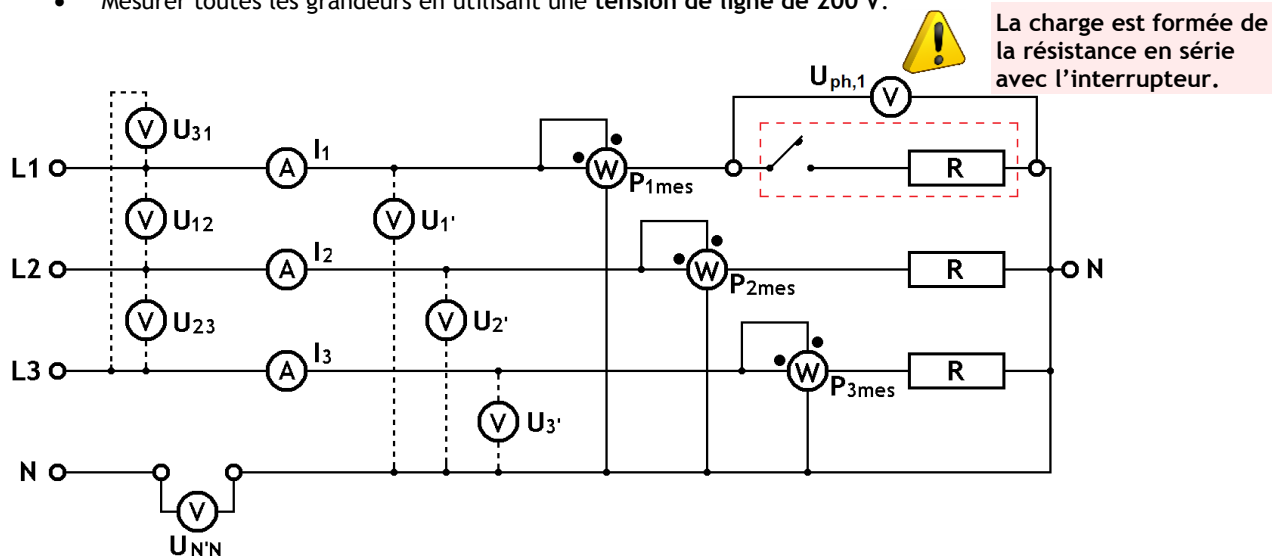 • Mesurer toutes les grandeurs en utilisant une tension de ligne de 200 V.
La charge est formée de
la résistance en série
avec l'interrupteur.
Uph,1
V
V U31
L1 A I1 W P1mes R
V U12 V U1'
L2 A I2 W P2mes R N
V U23 V U2'
L3 A I3 W P3mes R
V U3'
N
V
UN'N